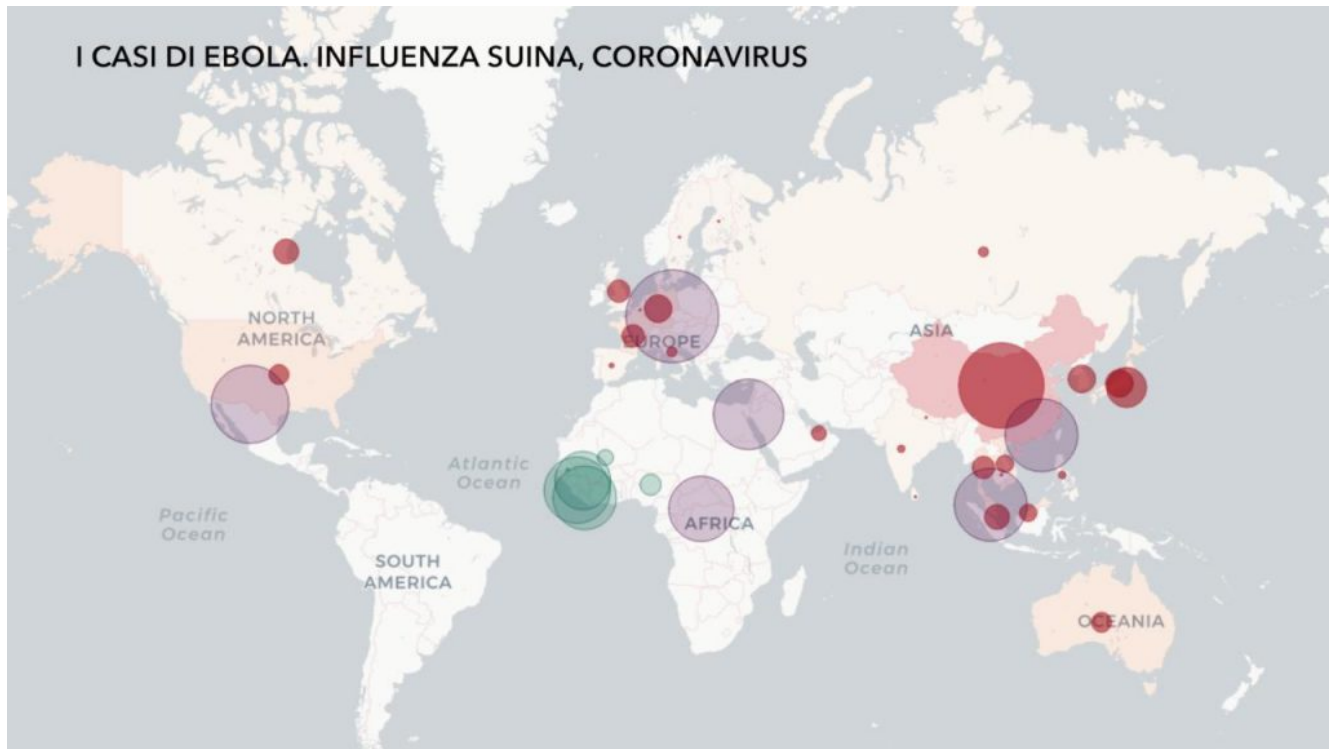 I CASI DI EBOLA. INFLUENZA SUINA, CORONAVIRUS
NORTH
AMERICA
EUROPE
ASIA
Atlantic
Ocean
Pacific
Ocean
AFRICA
SOUTH
AMERICA
Indian
Ocean
OCEANIA